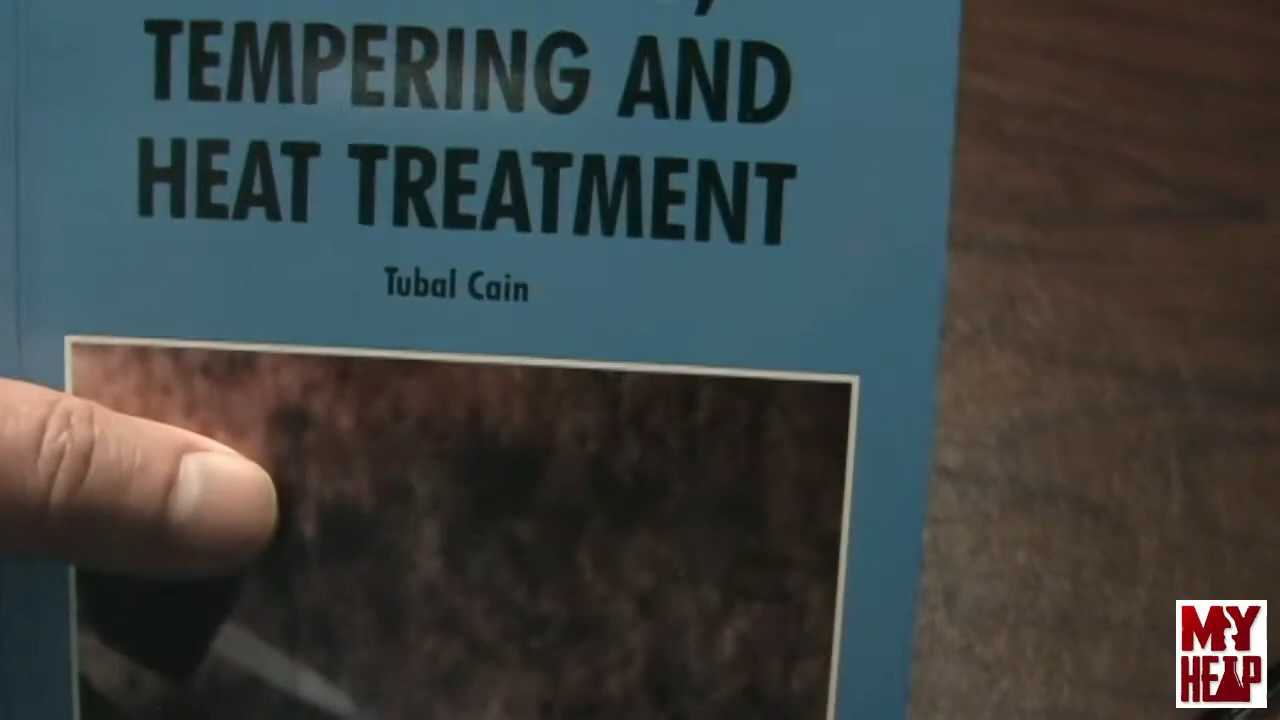 TEMPERING AND
HEAT TREATMENT
Tubal Cain
MY
HEAP